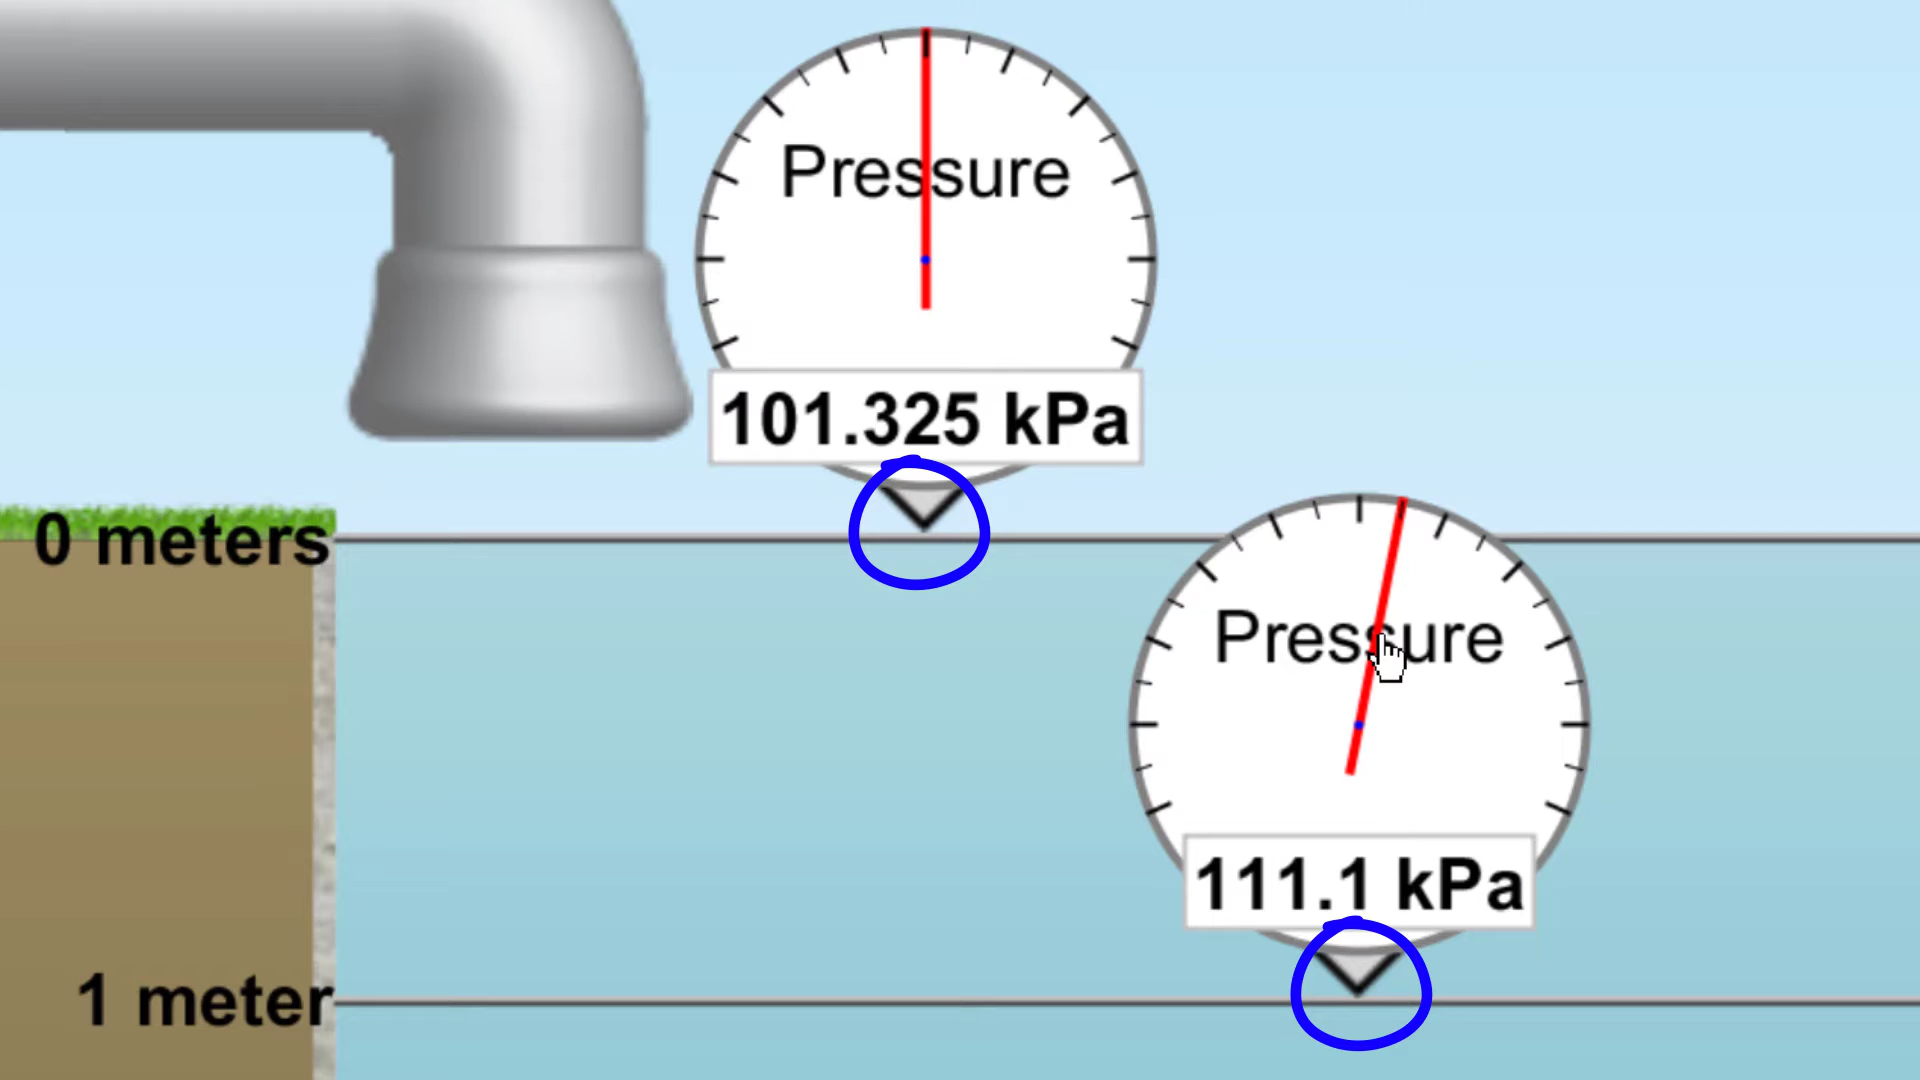 Pressure
101.325 kPa
0 meters
Pressure
111.1 kPa
1 meter